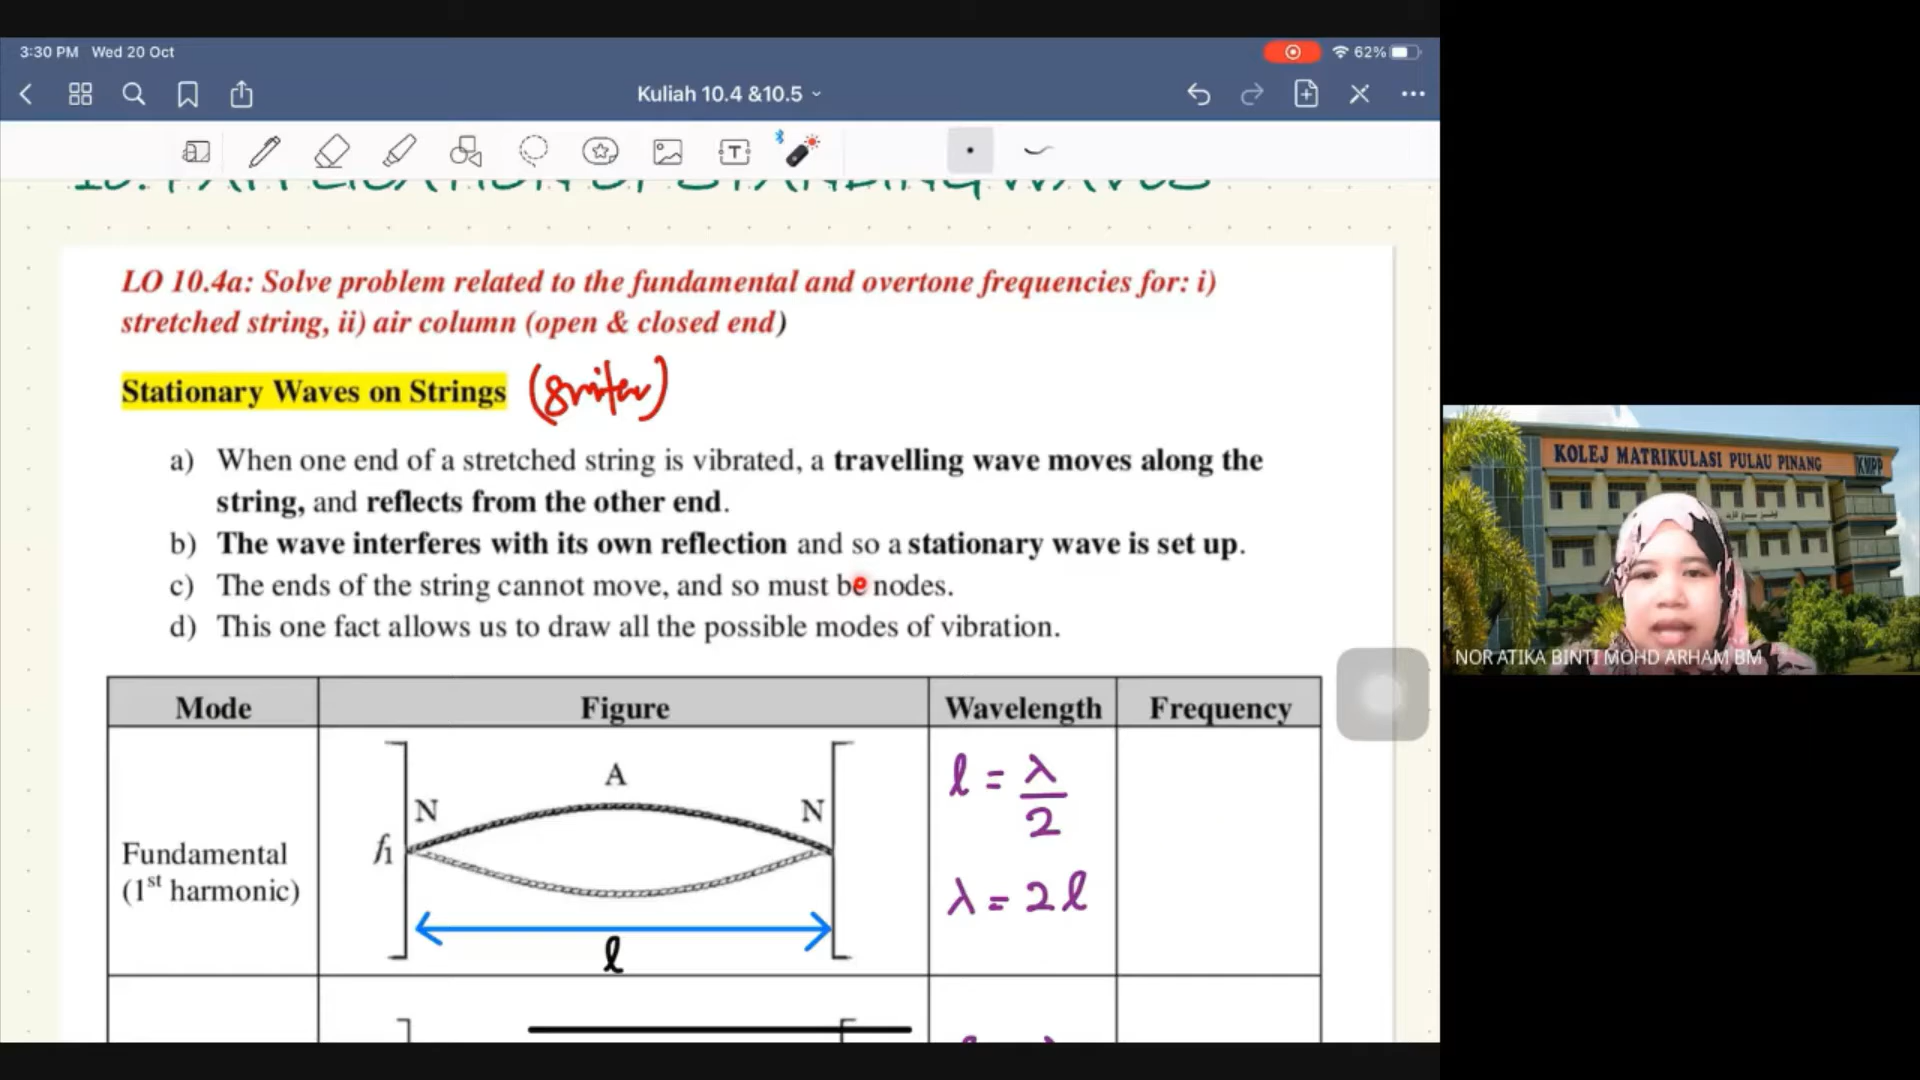 3:30 PM Wed 20 Oct
62%
Kuliah 10.4 &10.5
LO 10.4a: Solve problem related to the fundamental and overtone frequencies for: i)
stretched string, ii) air column (open & closed end)
Stationary Waves on Strings (guitar)
a) When one end of a stretched string is vibrated, a travelling wave moves along the
string, and reflects from the other end.
b) The wave interferes with its own reflection and so a stationary wave is set up.
c) The ends of the string cannot move, and so must be nodes.
d) This one fact allows us to draw all the possible modes of vibration.
Mode Figure Wavelength Frequency
Fundamental
(1st harmonic)
A
N N
f1
l
l = λ/2
λ = 2l
KOLEJ MATRIKULASI PULAU PINANG KMPP
NOR ATIKA BINTI MOHD ARHAM BM